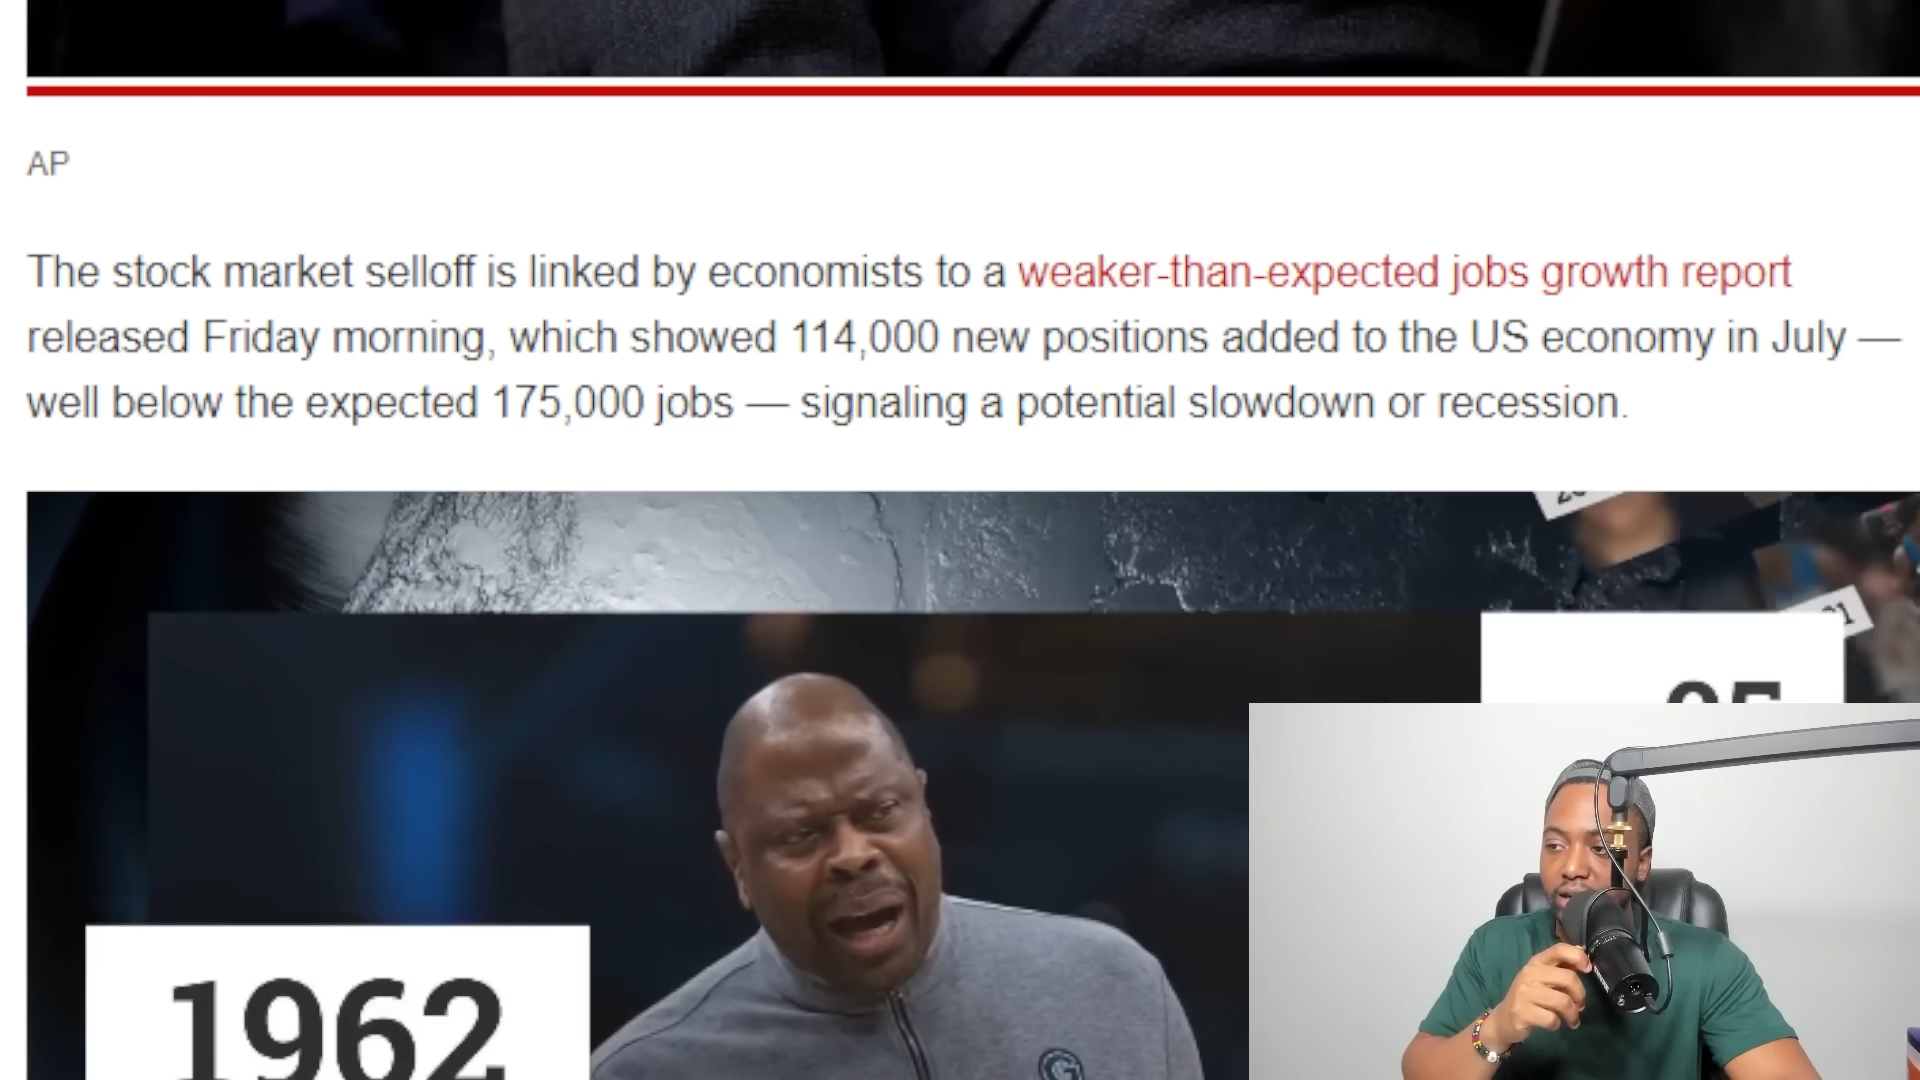 AP
The stock market selloff is linked by economists to a weaker-than-expected jobs growth report
released Friday morning, which showed 114,000 new positions added to the US economy in July —
well below the expected 175,000 jobs — signaling a potential slowdown or recession.
1962
G